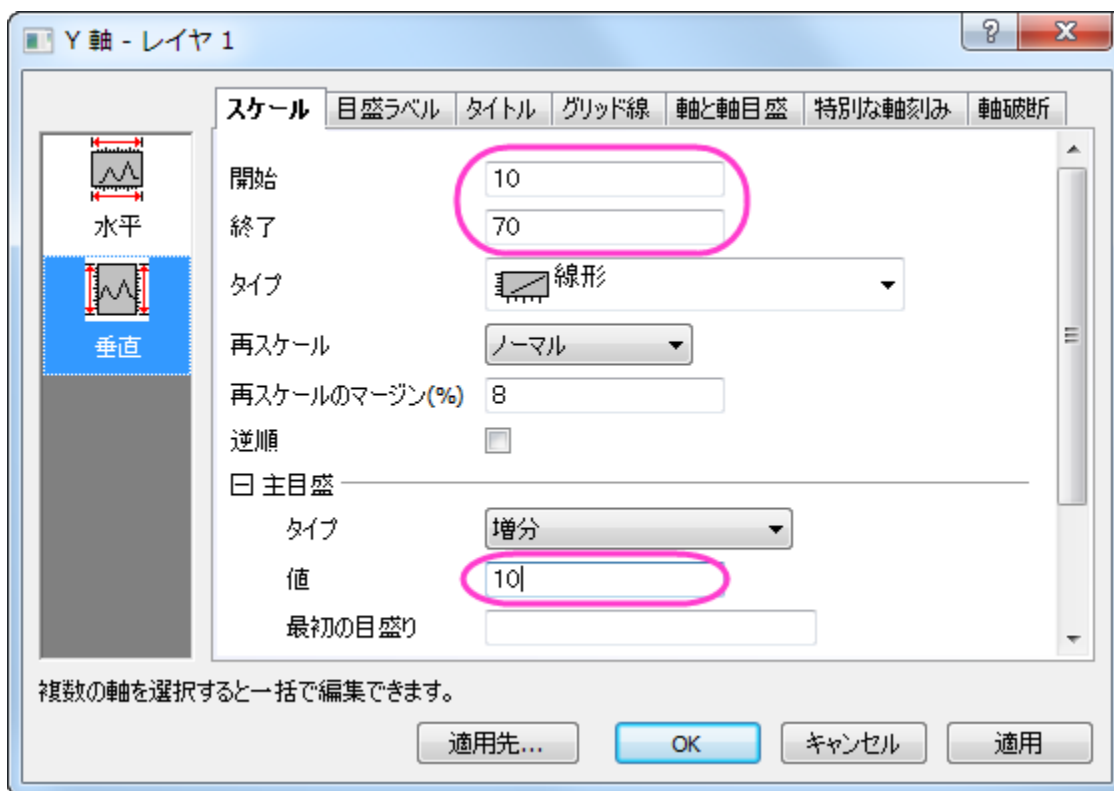 Y 軸 - レイヤ 1
スケール 目盛ラベル タイトル グリッド線 軸と軸目盛 特別な軸刻み 軸破断
水平
垂直
開始 10
終了 70
タイプ 線形
再スケール ノーマル
再スケールのマージン(%) 8
逆順
主目盛
タイプ 増分
値 10
最初の目盛り
複数の軸を選択すると一括で編集できます。
適用先... OK キャンセル 適用